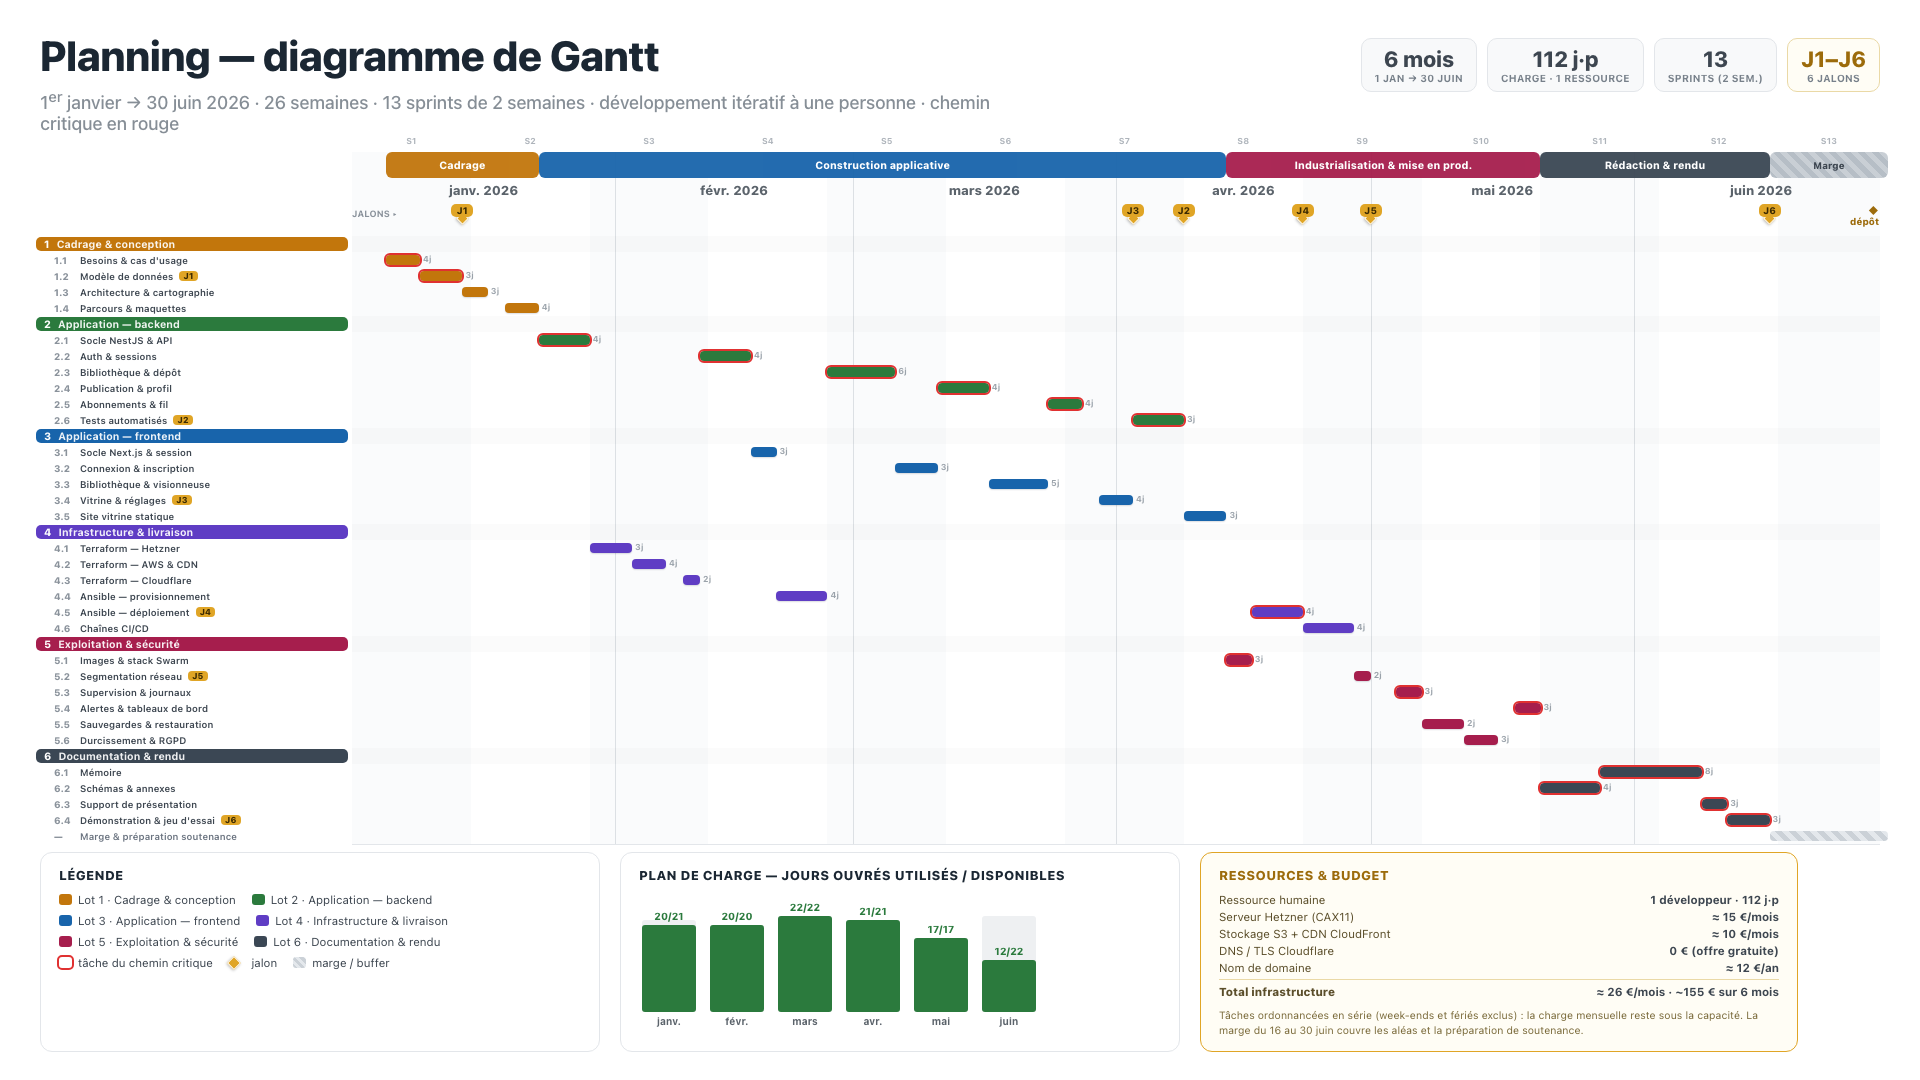 Planning — diagramme de Gantt
1er janvier → 30 juin 2026 · 26 semaines · 13 sprints de 2 semaines · développement itératif à une personne · chemin
critique en rouge
6 mois
1 JAN → 30 JUIN
112 j·p
CHARGE · 1 RESSOURCE
13
SPRINTS (2 SEM.)
J1–J6
6 JALONS
S1 S2 S3 S4 S5 S6 S7 S8 S9 S10 S11 S12 S13
Cadrage Construction applicative Industrialisation & mise en prod. Rédaction & rendu Marge
janv. 2026 févr. 2026 mars 2026 avr. 2026 mai 2026 juin 2026
JALONS ▸ J1 J3 J2 J4 J5 J6 dépôt
1 Cadrage & conception
1.1 Besoins & cas d'usage 4j
1.2 Modèle de données J1 3j
1.3 Architecture & cartographie 3j
1.4 Parcours & maquettes 4j
2 Application — backend
2.1 Socle NestJS & API 4j
2.2 Auth & sessions 4j
2.3 Bibliothèque & dépôt 6j
2.4 Publication & profil 4j
2.5 Abonnements & fil 4j
2.6 Tests automatisés J2 3j
3 Application — frontend
3.1 Socle Next.js & session 3j
3.2 Connexion & inscription 3j
3.3 Bibliothèque & visionneuse 5j
3.4 Vitrine & réglages J3 4j
3.5 Site vitrine statique 3j
4 Infrastructure & livraison
4.1 Terraform — Hetzner 3j
4.2 Terraform — AWS & CDN 4j
4.3 Terraform — Cloudflare 2j
4.4 Ansible — provisionnement 4j
4.5 Ansible — déploiement J4 4j
4.6 Chaînes CI/CD 4j
5 Exploitation & sécurité
5.1 Images & stack Swarm 3j
5.2 Segmentation réseau J5 2j
5.3 Supervision & journaux 3j
5.4 Alertes & tableaux de bord 3j
5.5 Sauvegardes & restauration 2j
5.6 Durcissement & RGPD 3j
6 Documentation & rendu
6.1 Mémoire 8j
6.2 Schémas & annexes 4j
6.3 Support de présentation 3j
6.4 Démonstration & jeu d'essai J6 3j
— Marge & préparation soutenance
LÉGENDE
Lot 1 · Cadrage & conception Lot 2 · Application — backend
Lot 3 · Application — frontend Lot 4 · Infrastructure & livraison
Lot 5 · Exploitation & sécurité Lot 6 · Documentation & rendu
tâche du chemin critique jalon marge / buffer
PLAN DE CHARGE — JOURS OUVRÉS UTILISÉS / DISPONIBLES
20/21 20/20 22/22 21/21 17/17 12/22
janv. févr. mars avr. mai juin
RESSOURCES & BUDGET
Ressource humaine 1 développeur · 112 j·p
Serveur Hetzner (CAX11) ≈ 15 €/mois
Stockage S3 + CDN CloudFront ≈ 10 €/mois
DNS / TLS Cloudflare 0 € (offre gratuite)
Nom de domaine ≈ 12 €/an
Total infrastructure ≈ 26 €/mois · ~155 € sur 6 mois
Tâches ordonnancées en série (week-ends et fériés exclus) : la charge mensuelle reste sous la capacité. La
marge du 16 au 30 juin couvre les aléas et la préparation de soutenance.